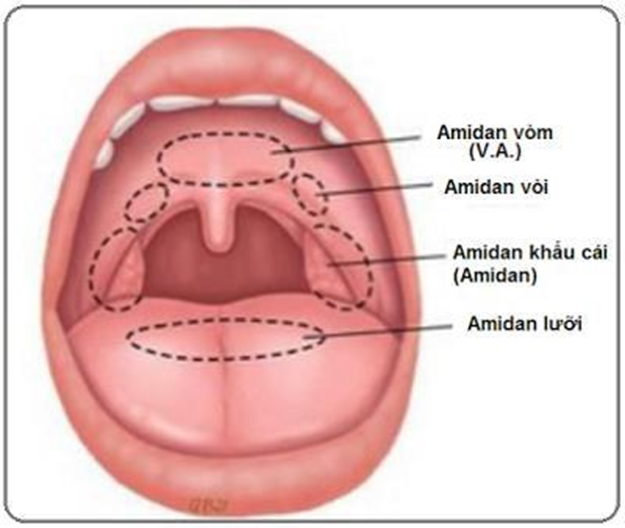 Amidan vòm
(V.A.)
Amidan vòi
Amidan khẩu cái
(Amidan)
Amidan lưỡi